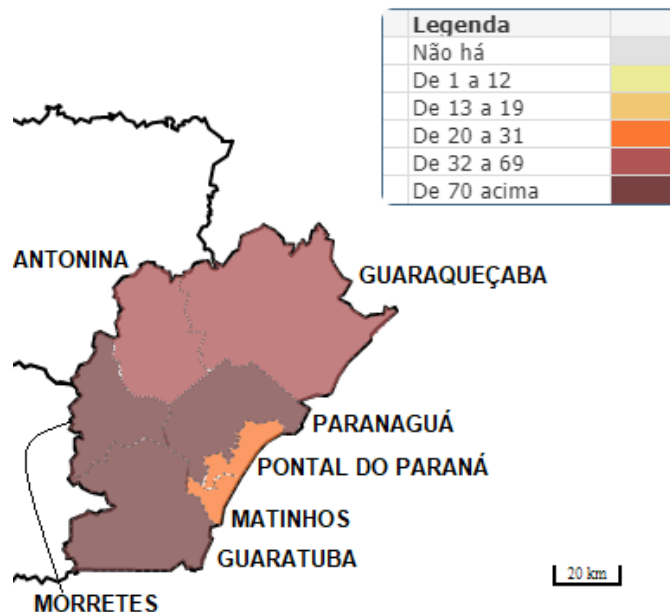 Legenda
Não há
De 1 a 12
De 13 a 19
De 20 a 31
De 32 a 69
De 70 acima
ANTONINA
GUARAQUEÇABA
PARANAGUÁ
PONTAL DO PARANÁ
MATINHOS
GUARATUBA
MORRETES
20 km